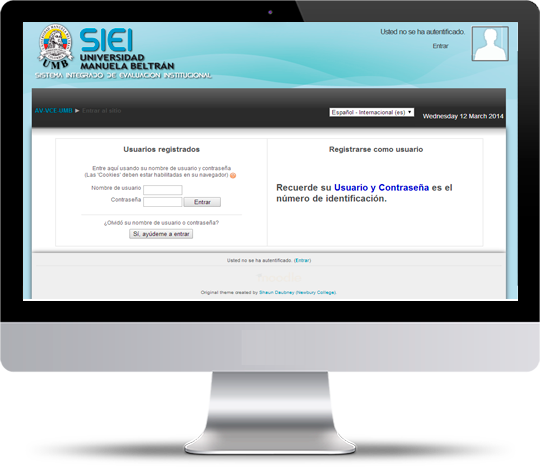 Usted no se ha autentificado.
Entrar
UMB
SIEI
UNIVERSIDAD
MANUELA BELTRÁN
SISTEMA INTEGRADO DE EVALUACION INSTITUCIONAL
AV-VCE-UMB ► Entrar al sitio
Español - Internacional (es)
Wednesday 12 March 2014
Usuarios registrados
Entre aquí usando su nombre de usuario y contraseña
(Las 'Cookies' deben estar habilitadas en su navegador)
Nombre de usuario
Contraseña
Entrar
¿Olvidó su nombre de usuario o contraseña?
Sí, ayúdeme a entrar
Registrarse como usuario
Recuerde su Usuario y Contraseña es el
número de identificación.
Usted no se ha autentificado. (Entrar)
Original theme created by Shaun Daubney (Newbury College)